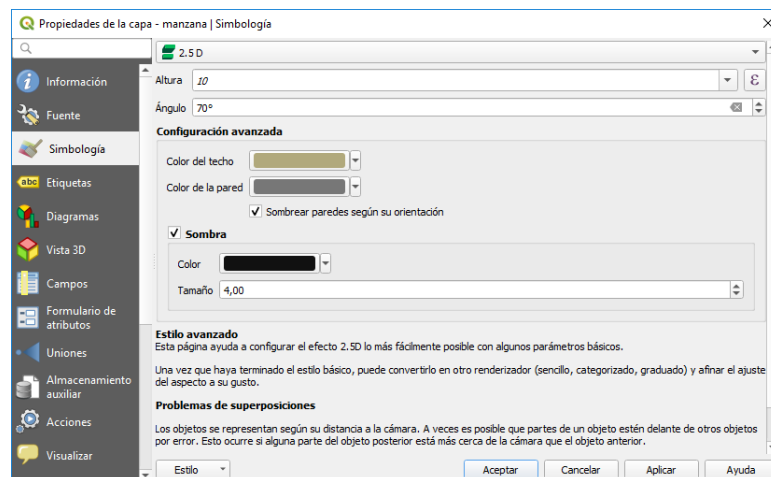 Propiedades de la capa - manzana | Simbología
Información
Fuente
Simbología
abc Etiquetas
Diagramas
Vista 3D
Campos
Formulario de
atributos
Uniones
Almacenamiento
auxiliar
Acciones
Visualizar
2.5 D
Altura 10 ε
Ángulo 70°
Configuración avanzada
Color del techo
Color de la pared
Sombrear paredes según su orientación
Sombra
Color
Tamaño 4,00
Estilo avanzado
Esta página ayuda a configurar el efecto 2.5D lo más fácilmente posible con algunos parámetros básicos.
Una vez que haya terminado el estilo básico, puede convertirlo en otro renderizador (sencillo, categorizado, graduado) y afinar el ajuste
del aspecto a su gusto.
Problemas de superposiciones
Los objetos se representan según su distancia a la cámara. A veces es posible que partes de un objeto estén delante de otros objetos
por error. Esto ocurre si alguna parte del objeto posterior está más cerca de la cámara que el objeto anterior.
Estilo
Aceptar
Cancelar
Aplicar
Ayuda